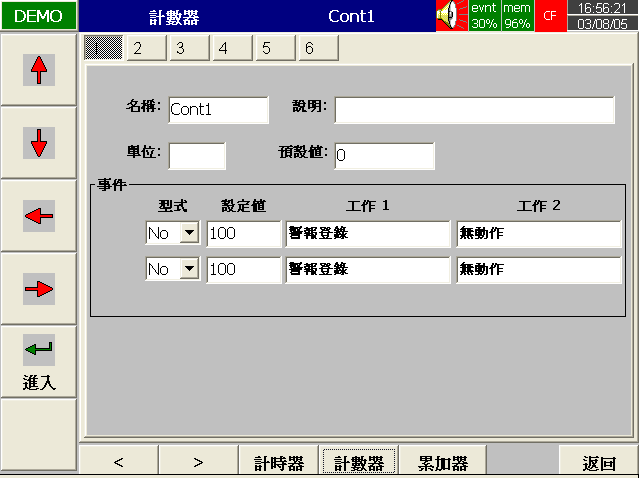 DEMO 計數器 Cont1 evnt 30% mem 96% CF 16:56:21 03/08/05
1 2 3 4 5 6
名稱: Cont1 說明:
單位: 預設值: 0
事件
型式 設定值 工作 1 工作 2
No 100 警報登錄 無動作
No 100 警報登錄 無動作
進入
< > 計時器 計數器 累加器 返回